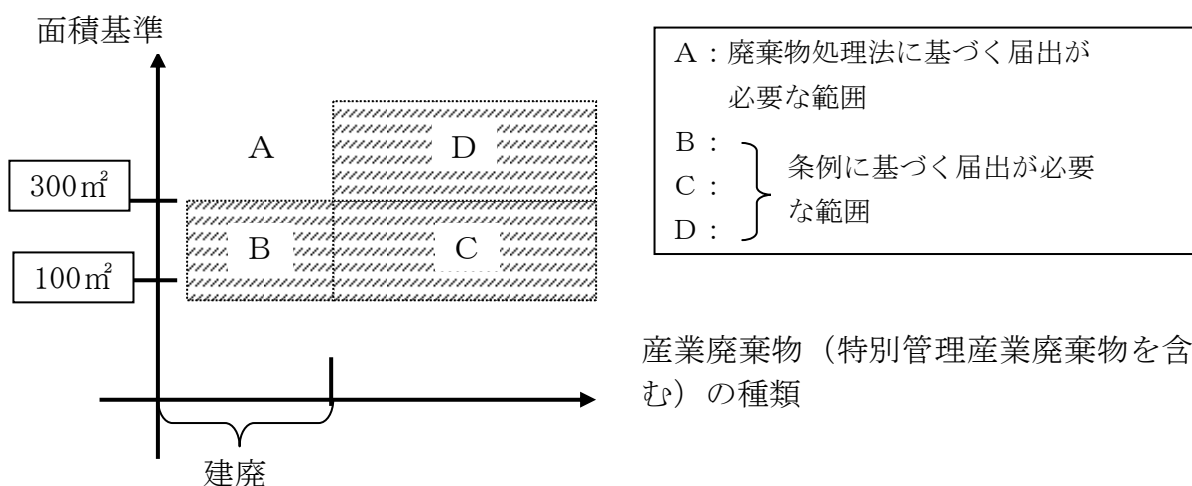 面積基準
300㎡
100㎡
A
D
B
C
建廃
A:廃棄物処理法に基づく届出が
必要な範囲
B:
C:
D:
条例に基づく届出が必要
な範囲
産業廃棄物(特別管理産業廃棄物を含
む)の種類